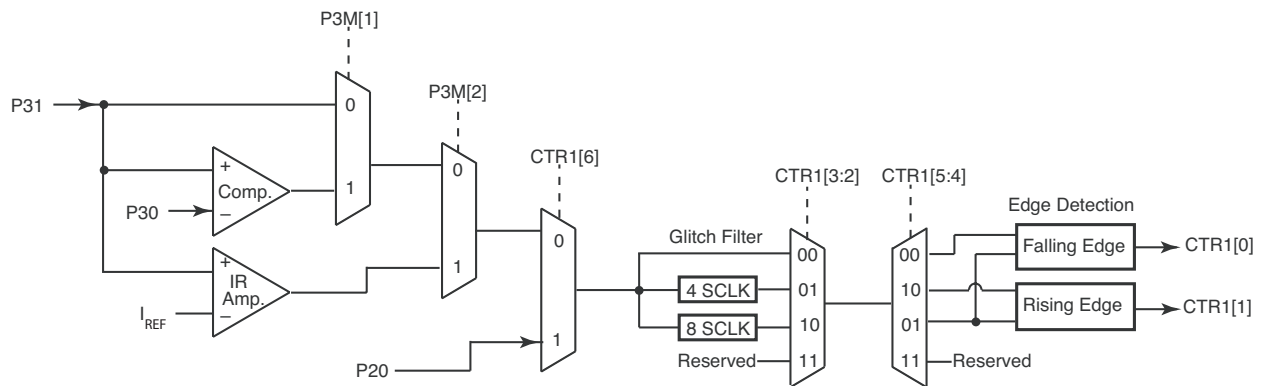 P3M[1]
P31
0
P3M[2]
+
Comp.
–
1
P30
0
CTR1[6]
+
IR
Amp.
–
I REF
1
0
CTR1[3:2]
CTR1[5:4]
Edge Detection
Glitch Filter
00
00
Falling Edge
CTR1[0]
4 SCLK
01
10
Rising Edge
CTR1[1]
8 SCLK
10
01
1
P20
Reserved
11
11
Reserved